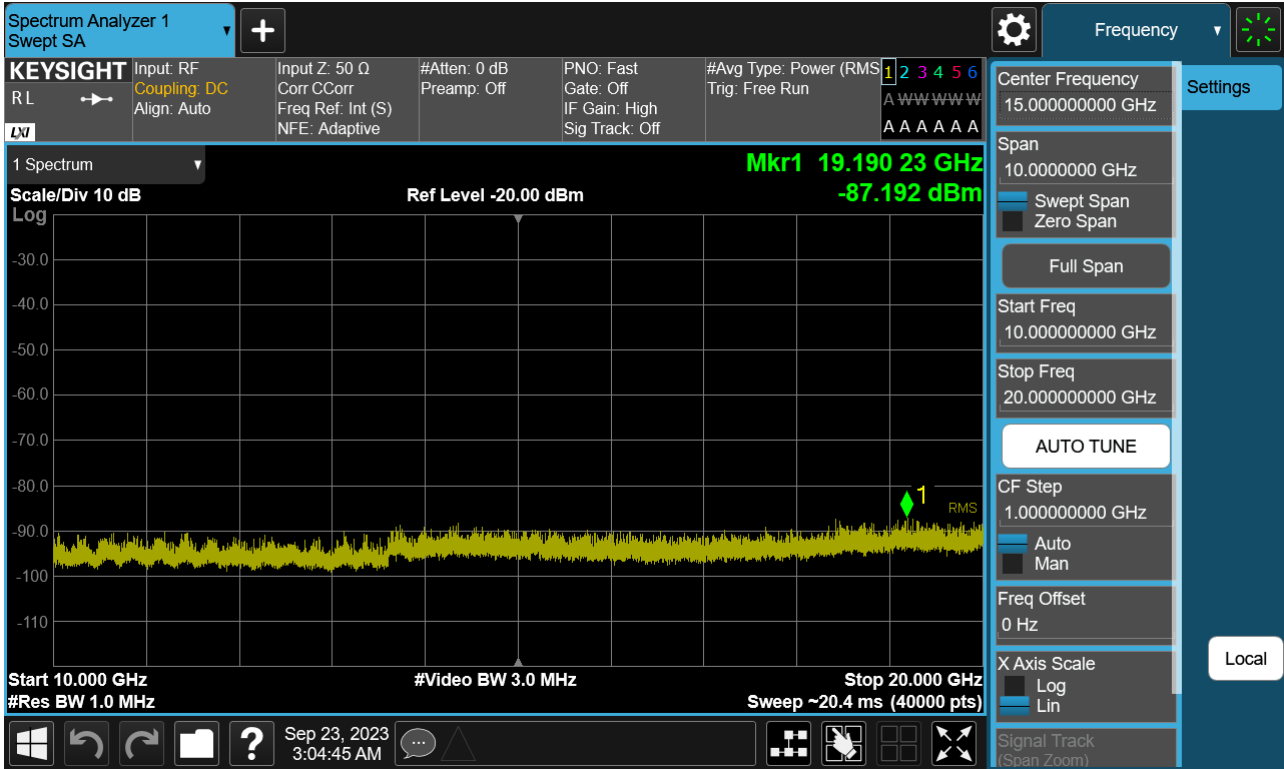 Spectrum Analyzer 1
Swept SA
Frequency
KEYSIGHT
R L
LXI
Input: RF
Coupling: DC
Align: Auto
Input Z: 50 Ω
Corr CCorr
Freq Ref: Int (S)
NFE: Adaptive
#Atten: 0 dB
Preamp: Off
PNO: Fast
Gate: Off
IF Gain: High
Sig Track: Off
#Avg Type: Power (RMS
Trig: Free Run
1 2 3 4 5 6
A W W W W W
A A A A A A
1 Spectrum
Mkr1 19.190 23 GHz
Scale/Div 10 dB
Ref Level -20.00 dBm
-87.192 dBm
Log
-30.0
-40.0
-50.0
-60.0
-70.0
-80.0
-90.0
-100
-110
1
RMS
Start 10.000 GHz
#Video BW 3.0 MHz
Stop 20.000 GHz
#Res BW 1.0 MHz
Sweep ~20.4 ms (40000 pts)
Center Frequency
15.000000000 GHz
Span
10.0000000 GHz
Swept Span
Zero Span
Full Span
Start Freq
10.000000000 GHz
Stop Freq
20.000000000 GHz
AUTO TUNE
CF Step
1.000000000 GHz
Auto
Man
Freq Offset
0 Hz
X Axis Scale
Log
Lin
Signal Track
(Span Zoom)
Settings
Local
?
Sep 23, 2023
3:04:45 AM